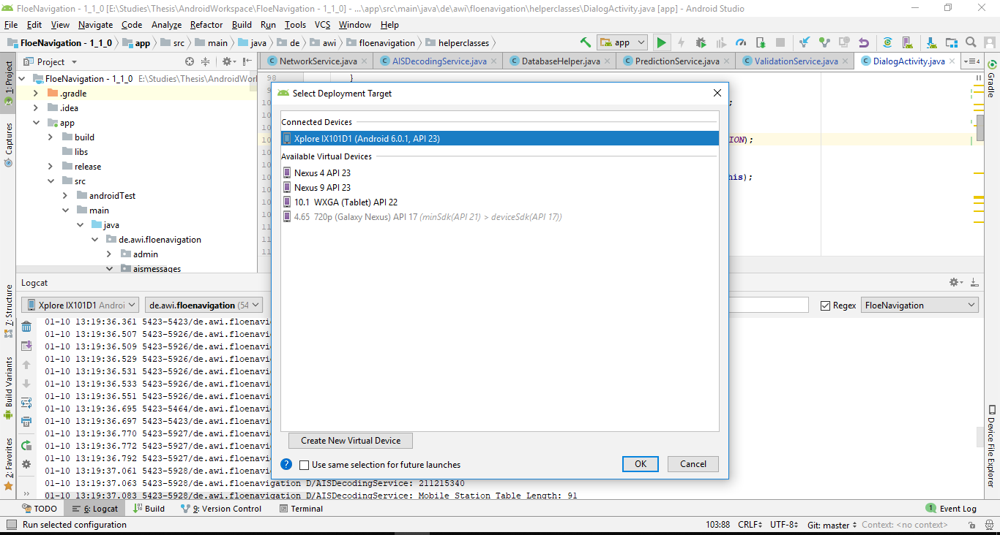 FloeNavigation - 1_1_0 [E:\Studies\Thesis\AndroidWorkspace\FloeNavigation - 1_1_0] - ...\app\src\main\java\de\awi\floenavigation\helperclasses\DialogActivity.java [app] - Android Studio
File Edit View Navigate Code Analyze Refactor Build Run Tools VCS Window Help
FloeNavigation - 1_1_0 app src main java de awi floenavigation helperclasses app
1: Project
Captures
7: Structure
Build Variants
2: Favorites
Project
NetworkService.java AISDecodingService.java DatabaseHelper.java PredictionService.java ValidationService.java DialogActivity.java 4
FloeNavigation - 1_1_0 E:\Studies\Thesis\AndroidWorl
.gradle
.idea
app
build
libs
release
src
androidTest
main
java
de.awi.floenavigation
admin
aismessages
98 }
;
ION);
his);
Select Deployment Target
Connected Devices
Xplore IX101D1 (Android 6.0.1, API 23)
Available Virtual Devices
Nexus 4 API 23
Nexus 9 API 23
10.1 WXGA (Tablet) API 22
4.65 720p (Galaxy Nexus) API 17 (minSdk(API 21) > deviceSdk(API 17))
Create New Virtual Device
? Use same selection for future launches
OK Cancel
Gradle
Device File Explorer
Logcat
Xplore IX101D1 Androi de.awi.floenavigation (54 Regex FloeNavigation
01-10 13:19:36.361 5423-5423/de.awi.floenavi
01-10 13:19:36.507 5423-5926/de.awi.floenavi
01-10 13:19:36.509 5423-5926/de.awi.floenavi
01-10 13:19:36.529 5423-5926/de.awi.floenavi
01-10 13:19:36.531 5423-5926/de.awi.floenavi
01-10 13:19:36.533 5423-5926/de.awi.floenavi
01-10 13:19:36.551 5423-5926/de.awi.floenavi
01-10 13:19:36.695 5423-5464/de.awi.floenavi
01-10 13:19:36.697 5423-5423/de.awi.floenavi
01-10 13:19:36.770 5423-5927/de.awi.floenavi
01-10 13:19:36.772 5423-5927/de.awi.floenavi
01-10 13:19:36.792 5423-5927/de.awi.floenavi
01-10 13:19:37.061 5423-5928/de.awi.floenavi
01-10 13:19:37.063 5423-5928/de.awi.floenavigation D/AISDecodingService: 211215340
01-10 13:19:37.083 5423-5928/de.awi.floenavigation D/AISDecodingService: Mobile Station Table Length: 91
TODO 6: Logcat Build 9: Version Control Terminal 1 Event Log
Run selected configuration 103:88 CRLF UTF-8 Git: master Context: <no context>